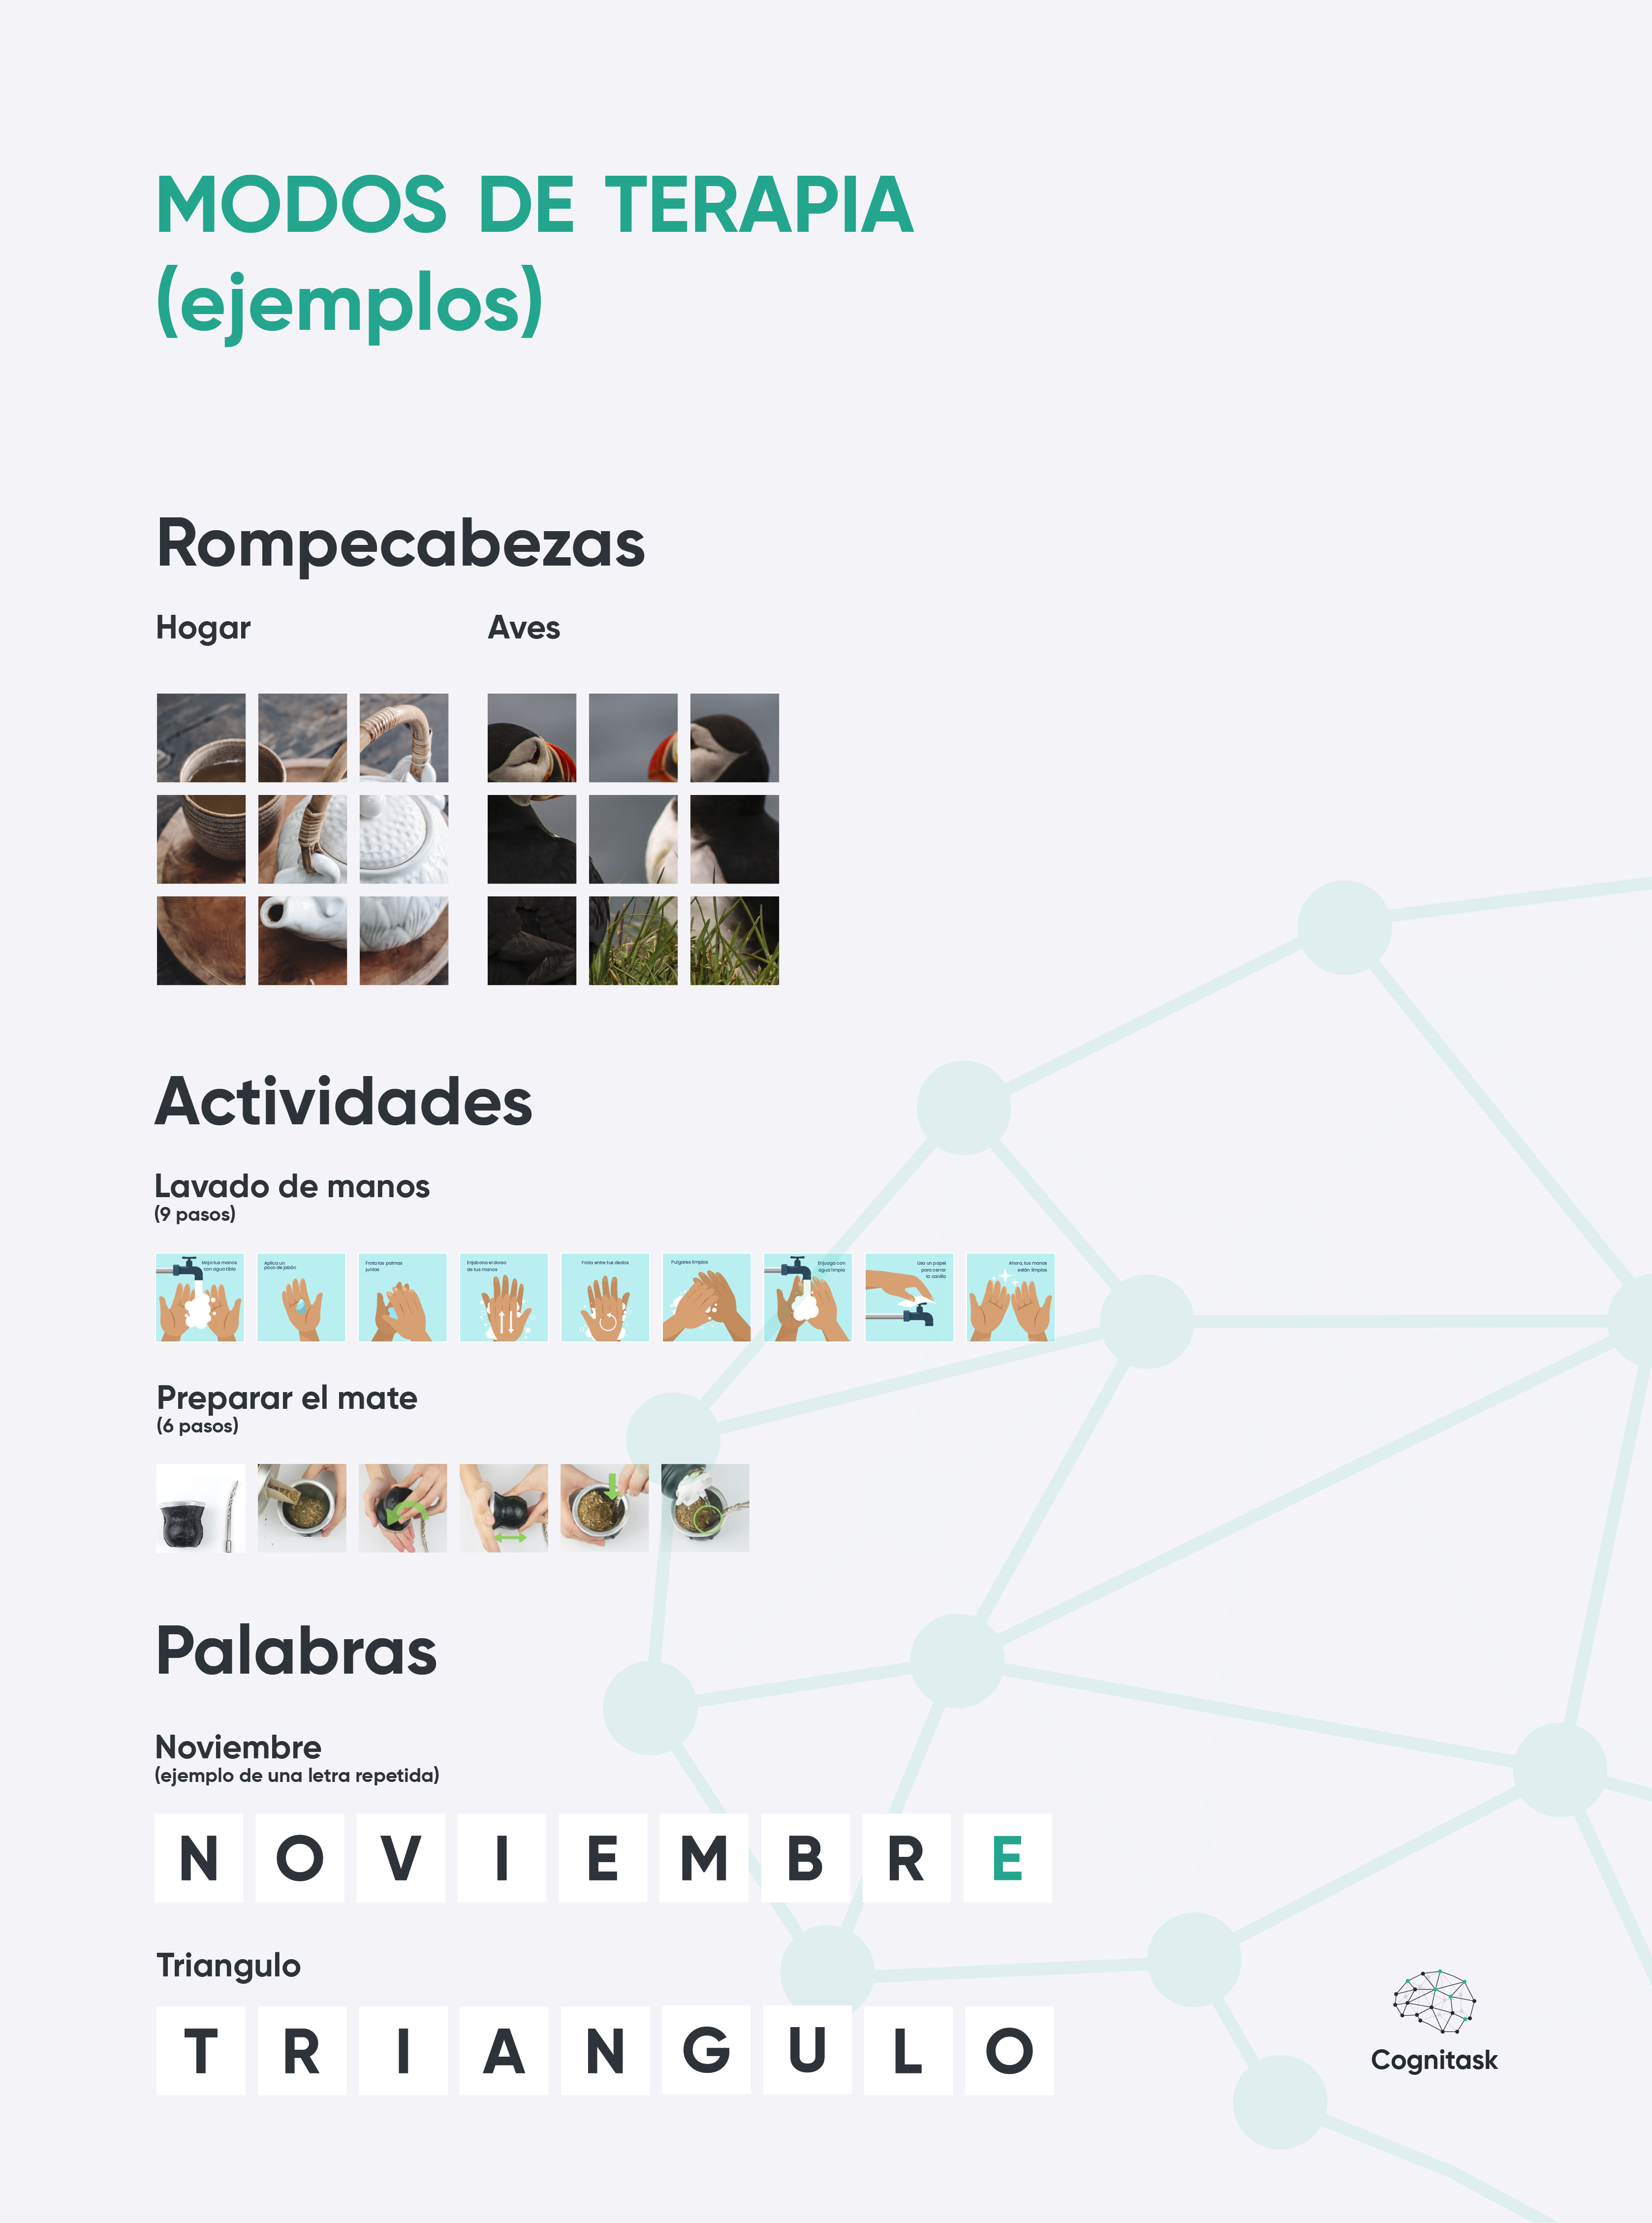 MODOS DE TERAPIA
(ejemplos)
Rompecabezas
Hogar
Aves
Actividades
Lavado de manos
(9 pasos)
Moja tus manos
con agua tibia
Aplica un
poco de jabón
Frota las palmas
juntas
Enjabona el dorso
de tus manos
Frota entre tus dedos
Pulgares limpios
Enjuaga con
agua limpia
Usa un papel
para cerrar
la canilla
Ahora, tus manos
están limpias
Preparar el mate
(6 pasos)
Palabras
Noviembre
(ejemplo de una letra repetida)
N O V I E M B R E
Triangulo
T R I A N G U L O
Cognitask